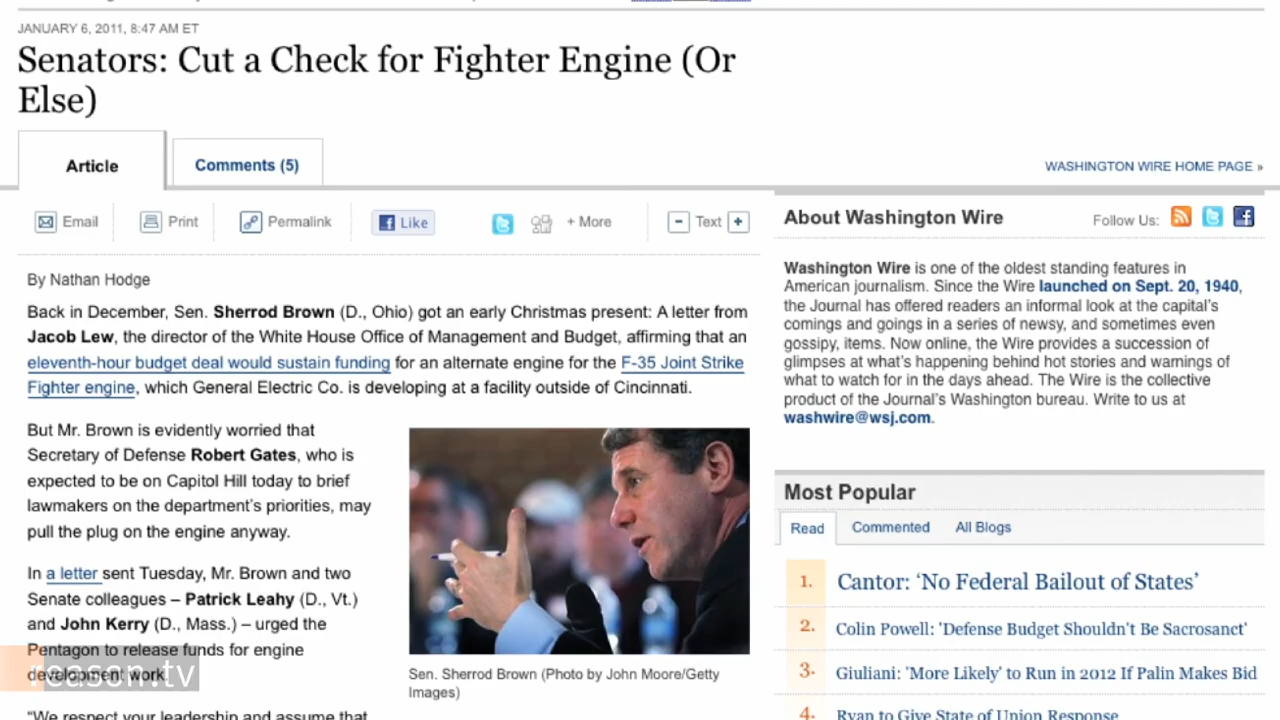 JANUARY 6, 2011, 8:47 AM ET
Senators: Cut a Check for Fighter Engine (Or
Else)
Article
Comments (5)
WASHINGTON WIRE HOME PAGE »
Email
Print
Permalink
Like
+ More
Text
By Nathan Hodge
Back in December, Sen. Sherrod Brown (D., Ohio) got an early Christmas present: A letter from
Jacob Lew, the director of the White House Office of Management and Budget, affirming that an
eleventh-hour budget deal would sustain funding for an alternate engine for the F-35 Joint Strike
Fighter engine, which General Electric Co. is developing at a facility outside of Cincinnati.
But Mr. Brown is evidently worried that
Secretary of Defense Robert Gates, who is
expected to be on Capitol Hill today to brief
lawmakers on the department's priorities, may
pull the plug on the engine anyway.
In a letter sent Tuesday, Mr. Brown and two
Senate colleagues – Patrick Leahy (D., Vt.)
and John Kerry (D., Mass.) – urged the
Pentagon to release funds for engine
development work.
reason.tv
“We respect your leadership and assume that
Sen. Sherrod Brown (Photo by John Moore/Getty
Images)
About Washington Wire
Follow Us:
Washington Wire is one of the oldest standing features in
American journalism. Since the Wire launched on Sept. 20, 1940,
the Journal has offered readers an informal look at the capital's
comings and goings in a series of newsy, and sometimes even
gossipy, items. Now online, the Wire provides a succession of
glimpses at what's happening behind hot stories and warnings of
what to watch for in the days ahead. The Wire is the collective
product of the Journal's Washington bureau. Write to us at
washwire@wsj.com.
Most Popular
Read
Commented
All Blogs
1. Cantor: ‘No Federal Bailout of States’
2. Colin Powell: 'Defense Budget Shouldn't Be Sacrosanct'
3. Giuliani: 'More Likely' to Run in 2012 If Palin Makes Bid
4. Ryan to Give State of Union Response